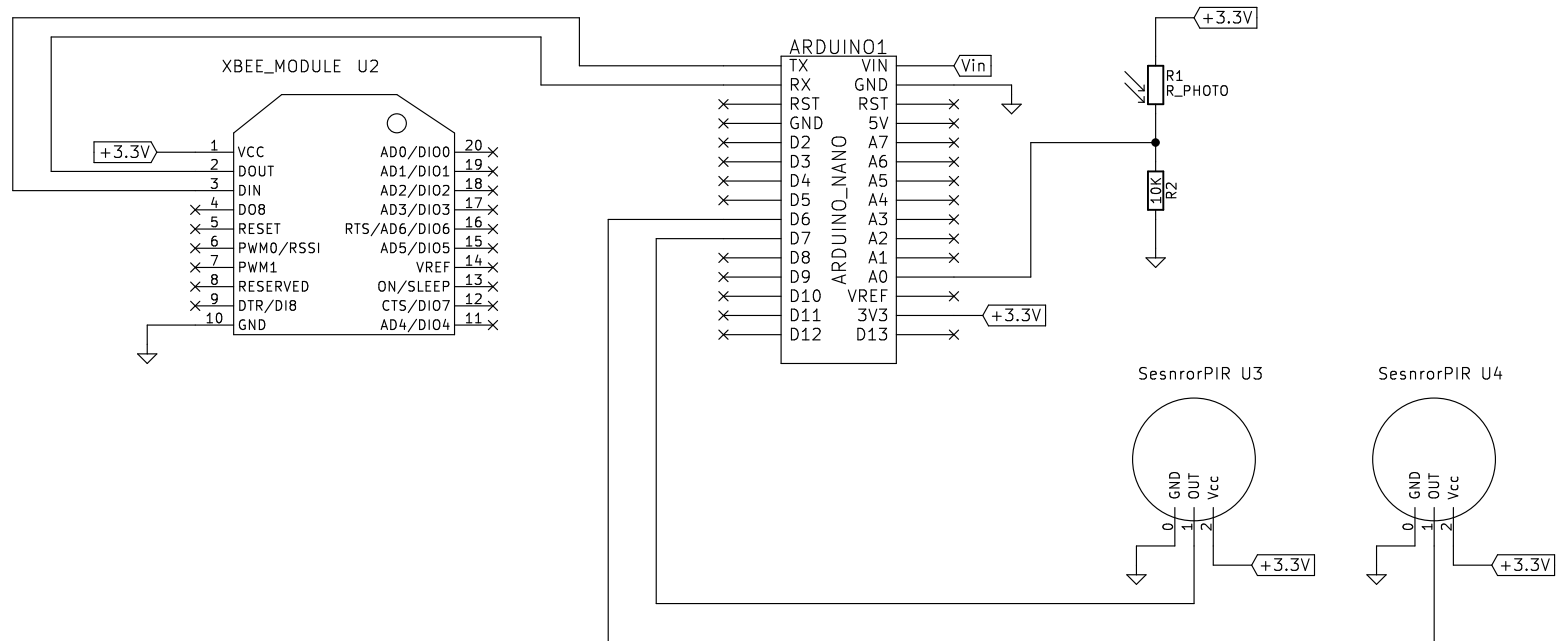 +3.3V
ARDUINO1
XBEE_MODULE U2
TX VIN Vin
RX GND
RST RST
GND 5V
D2 A7
D3 A6
D4 A5
D5 A4
D6 A3
D7 A2
D8 A1
D9 A0
D10 VREF
D11 3V3 +3.3V
D12 D13
ARDUINO_NANO
R1
R_PHOTO
10K
R2
+3.3V 1 VCC AD0/DIO0 20
2 DOUT AD1/DIO1 19
3 DIN AD2/DIO2 18
4 DO8 AD3/DIO3 17
5 RESET RTS/AD6/DIO6 16
6 PWM0/RSSI AD5/DIO5 15
7 PWM1 VREF 14
8 RESERVED ON/SLEEP 13
9 DTR/DI8 CTS/DIO7 12
10 GND AD4/DIO4 11
SesnrorPIR U3
GND
OUT
Vcc
0
1
2
+3.3V
SesnrorPIR U4
GND
OUT
Vcc
0
1
2
+3.3V